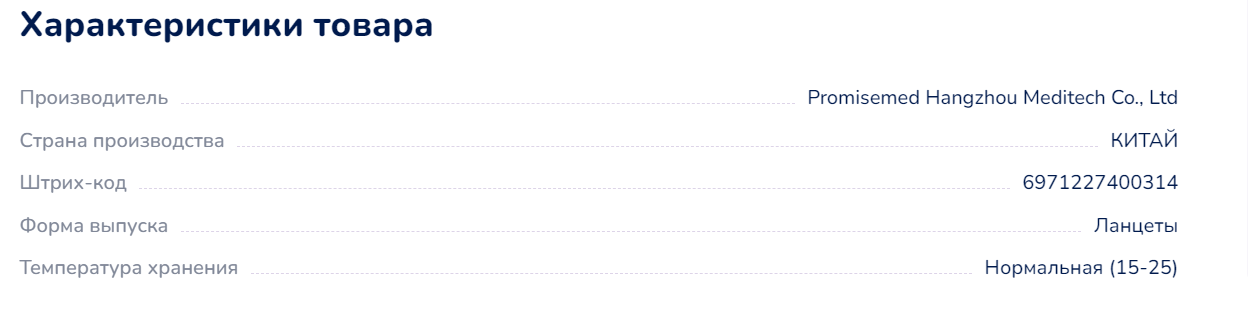 Характеристики товара
Производитель Promisemed Hangzhou Meditech Co., Ltd
Страна производства КИТАЙ
Штрих-код 6971227400314
Форма выпуска Ланцеты
Температура хранения Нормальная (15-25)